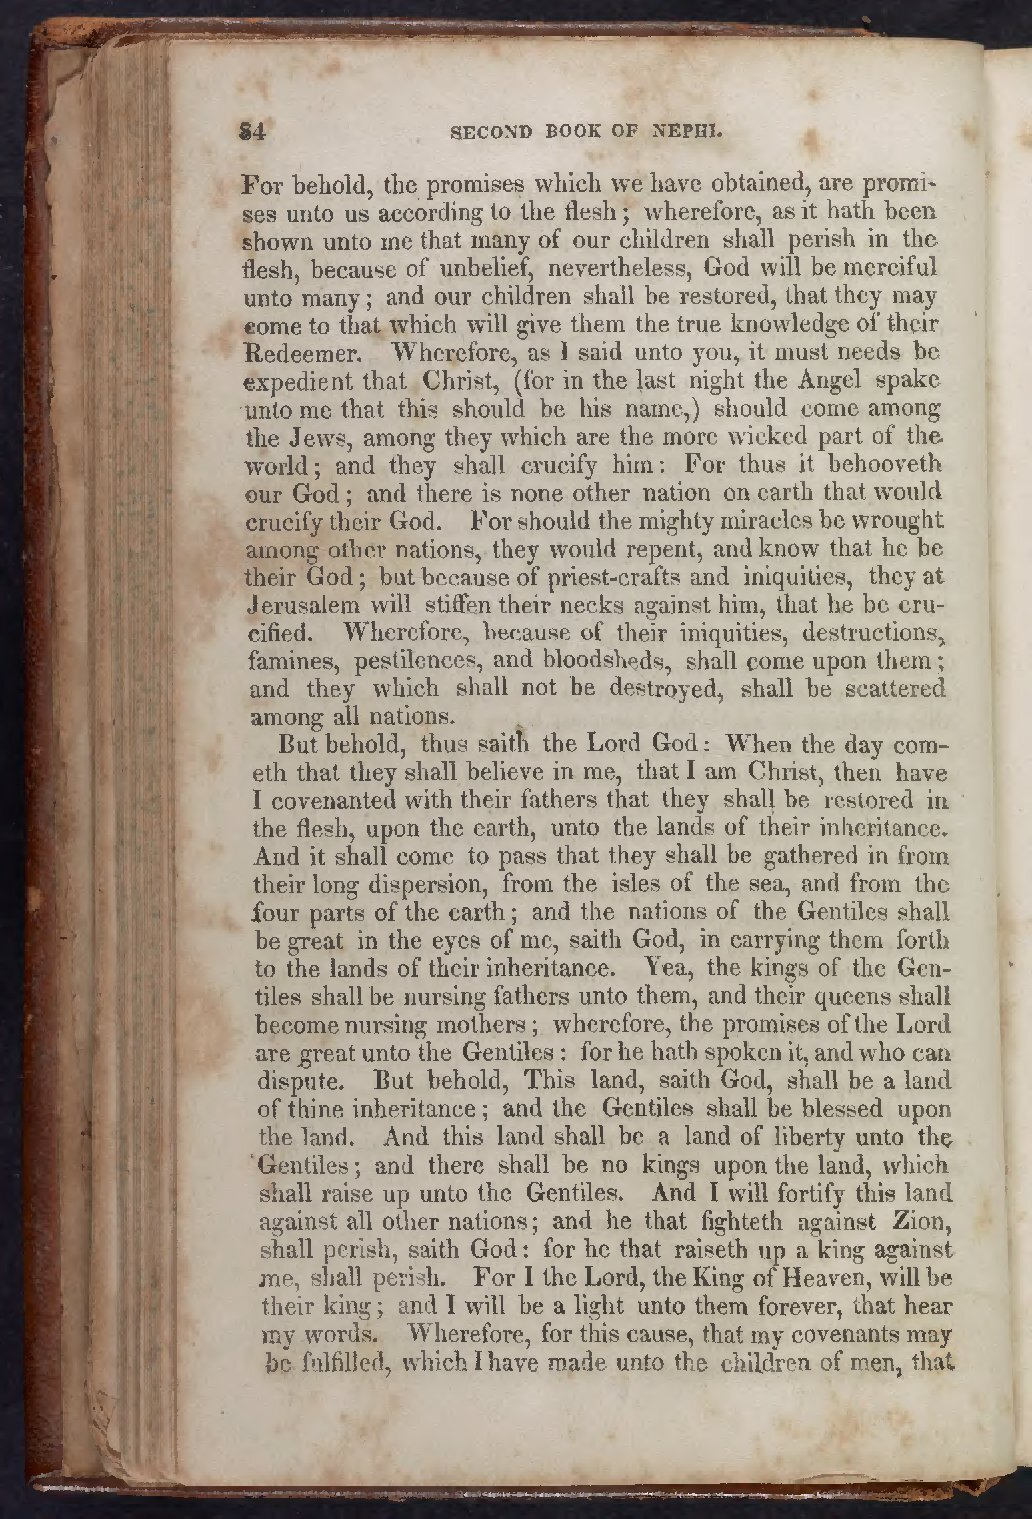 84 SECOND BOOK OF NEPHI.
For behold, the promises which we have obtained, are promi-
ses unto us according to the flesh; wherefore, as it hath been
shown unto me that many of our children shall perish in the
flesh, because of unbelief, nevertheless, God will be merciful
unto many; and our children shall be restored, that they may
come to that which will give them the true knowledge of their
Redeemer. Wherefore, as I said unto you, it must needs be
expedient that Christ, (for in the last night the Angel spake
unto me that this should be his name,) should come among
the Jews, among they which are the more wicked part of the
world; and they shall crucify him: For thus it behooveth
our God; and there is none other nation on earth that would
crucify their God. For should the mighty miracles be wrought
among other nations, they would repent, and know that he be
their God; but because of priest-crafts and iniquities, they at
Jerusalem will stiffen their necks against him, that he be cru-
cified. Wherefore, because of their iniquities, destructions,
famines, pestilences, and bloodsheds, shall come upon them;
and they which shall not be destroyed, shall be scattered
among all nations.
But behold, thus saith the Lord God: When the day com-
eth that they shall believe in me, that I am Christ, then have
I covenanted with their fathers that they shall be restored in
the flesh, upon the earth, unto the lands of their inheritance.
And it shall come to pass that they shall be gathered in from
their long dispersion, from the isles of the sea, and from the
four parts of the earth; and the nations of the Gentiles shall
be great in the eyes of me, saith God, in carrying them forth
to the lands of their inheritance. Yea, the kings of the Gen-
tiles shall be nursing fathers unto them, and their queens shall
become nursing mothers; wherefore, the promises of the Lord
are great unto the Gentiles: for he hath spoken it, and who can
dispute. But behold, This land, saith God, shall be a land
of thine inheritance; and the Gentiles shall be blessed upon
the land. And this land shall be a land of liberty unto the
Gentiles; and there shall be no kings upon the land, which
shall raise up unto the Gentiles. And I will fortify this land
against all other nations; and he that fighteth against Zion,
shall perish, saith God: for he that raiseth up a king against
me, shall perish. For I the Lord, the King of Heaven, will be
their king; and I will be a light unto them forever, that hear
my words. Wherefore, for this cause, that my covenants may
be fulfilled, which I have made unto the children of men, that